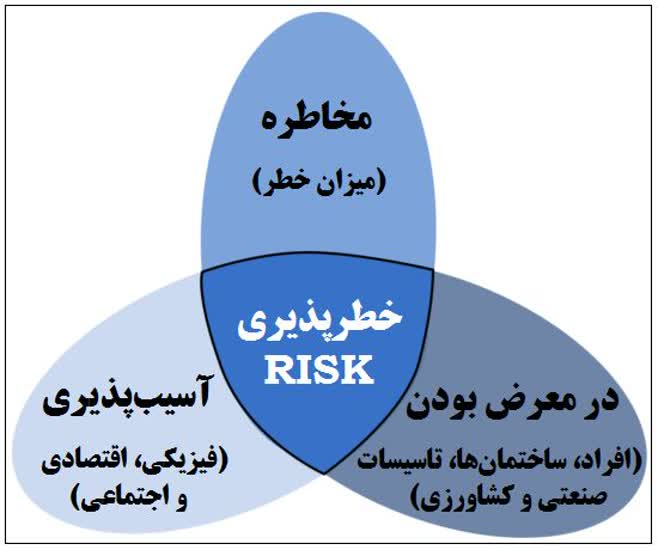 مخاطره
(میزان خطر)
خطرپذیری
RISK
در معرض بودن
(افراد، ساختمان‌ها، تاسیسات
صنعتی و کشاورزی)
آسیب‌پذیری
(فیزیکی، اقتصادی
و اجتماعی)